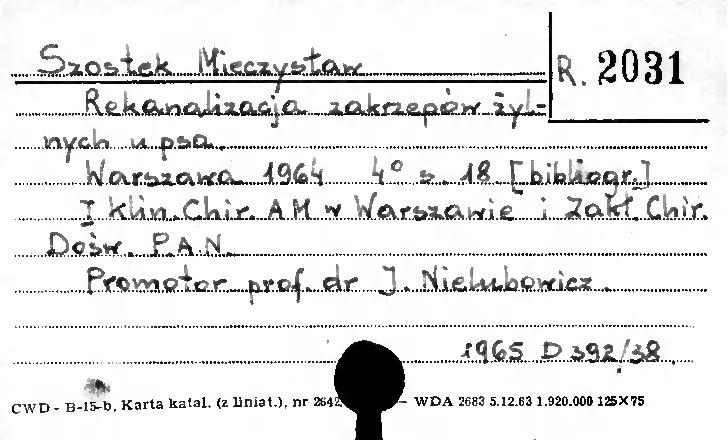 Szostek Mieczysław
R. 2031
Rekanalizacja zakrzepów żyl-
nych u psa.
Warszawa 1964 4° s. 18 [bibliogr.]
I Klin. Chir. AM w Warszawie i Zakł. Chir.
Dośw. P.A.N.
Promotor prof. dr J. Nielubowicz.
1965 D 392/38.
CWD - B-15-b, Karta katal. (z liniat.), nr 2642 — WDA 2683 5.12.63 1.920.000 125X75